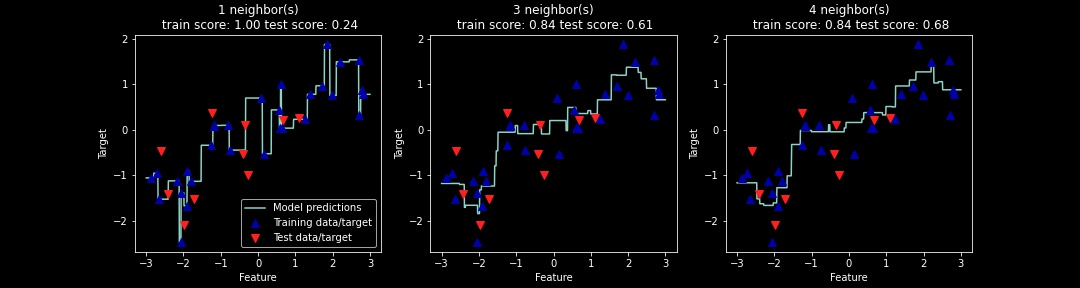 1 neighbor(s)
train score: 1.00 test score: 0.24
2
1
0
−1
−2
Target
−3
−2
−1
0
1
2
3
Feature
Model predictions
Training data/target
Test data/target
3 neighbor(s)
train score: 0.84 test score: 0.61
2
1
0
−1
−2
Target
−3
−2
−1
0
1
2
3
Feature
4 neighbor(s)
train score: 0.84 test score: 0.68
2
1
0
−1
−2
Target
−3
−2
−1
0
1
2
3
Feature